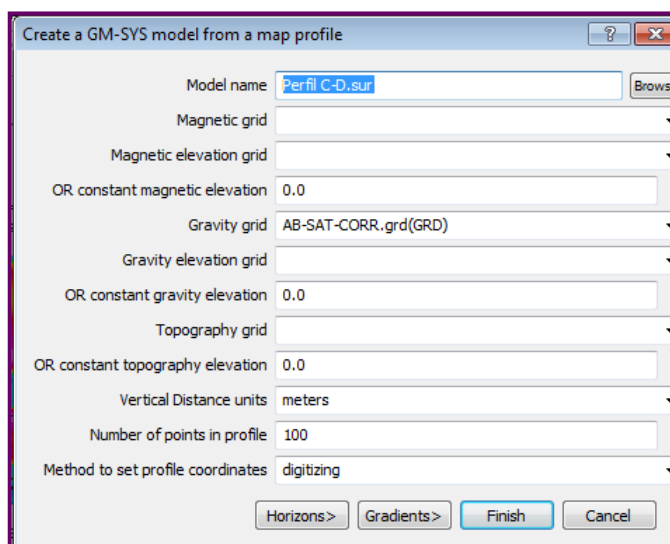 Create a GM-SYS model from a map profile
Model name Perfil C-D.sur Brows
Magnetic grid
Magnetic elevation grid
OR constant magnetic elevation 0.0
Gravity grid AB-SAT-CORR.grd(GRD)
Gravity elevation grid
OR constant gravity elevation 0.0
Topography grid
OR constant topography elevation 0.0
Vertical Distance units meters
Number of points in profile 100
Method to set profile coordinates digitizing
Horizons> Gradients> Finish Cancel